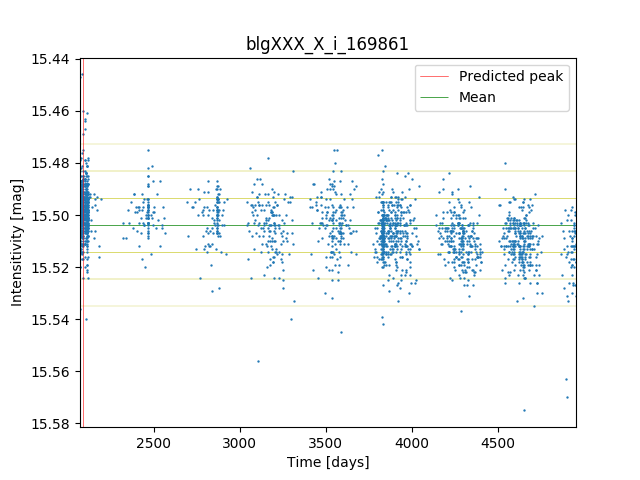 blgXXX_X_i_169861
Predicted peak
Mean
15.44
15.46
15.48
15.50
15.52
15.54
15.56
15.58
Intensitivity [mag]
2500
3000
3500
4000
4500
Time [days]